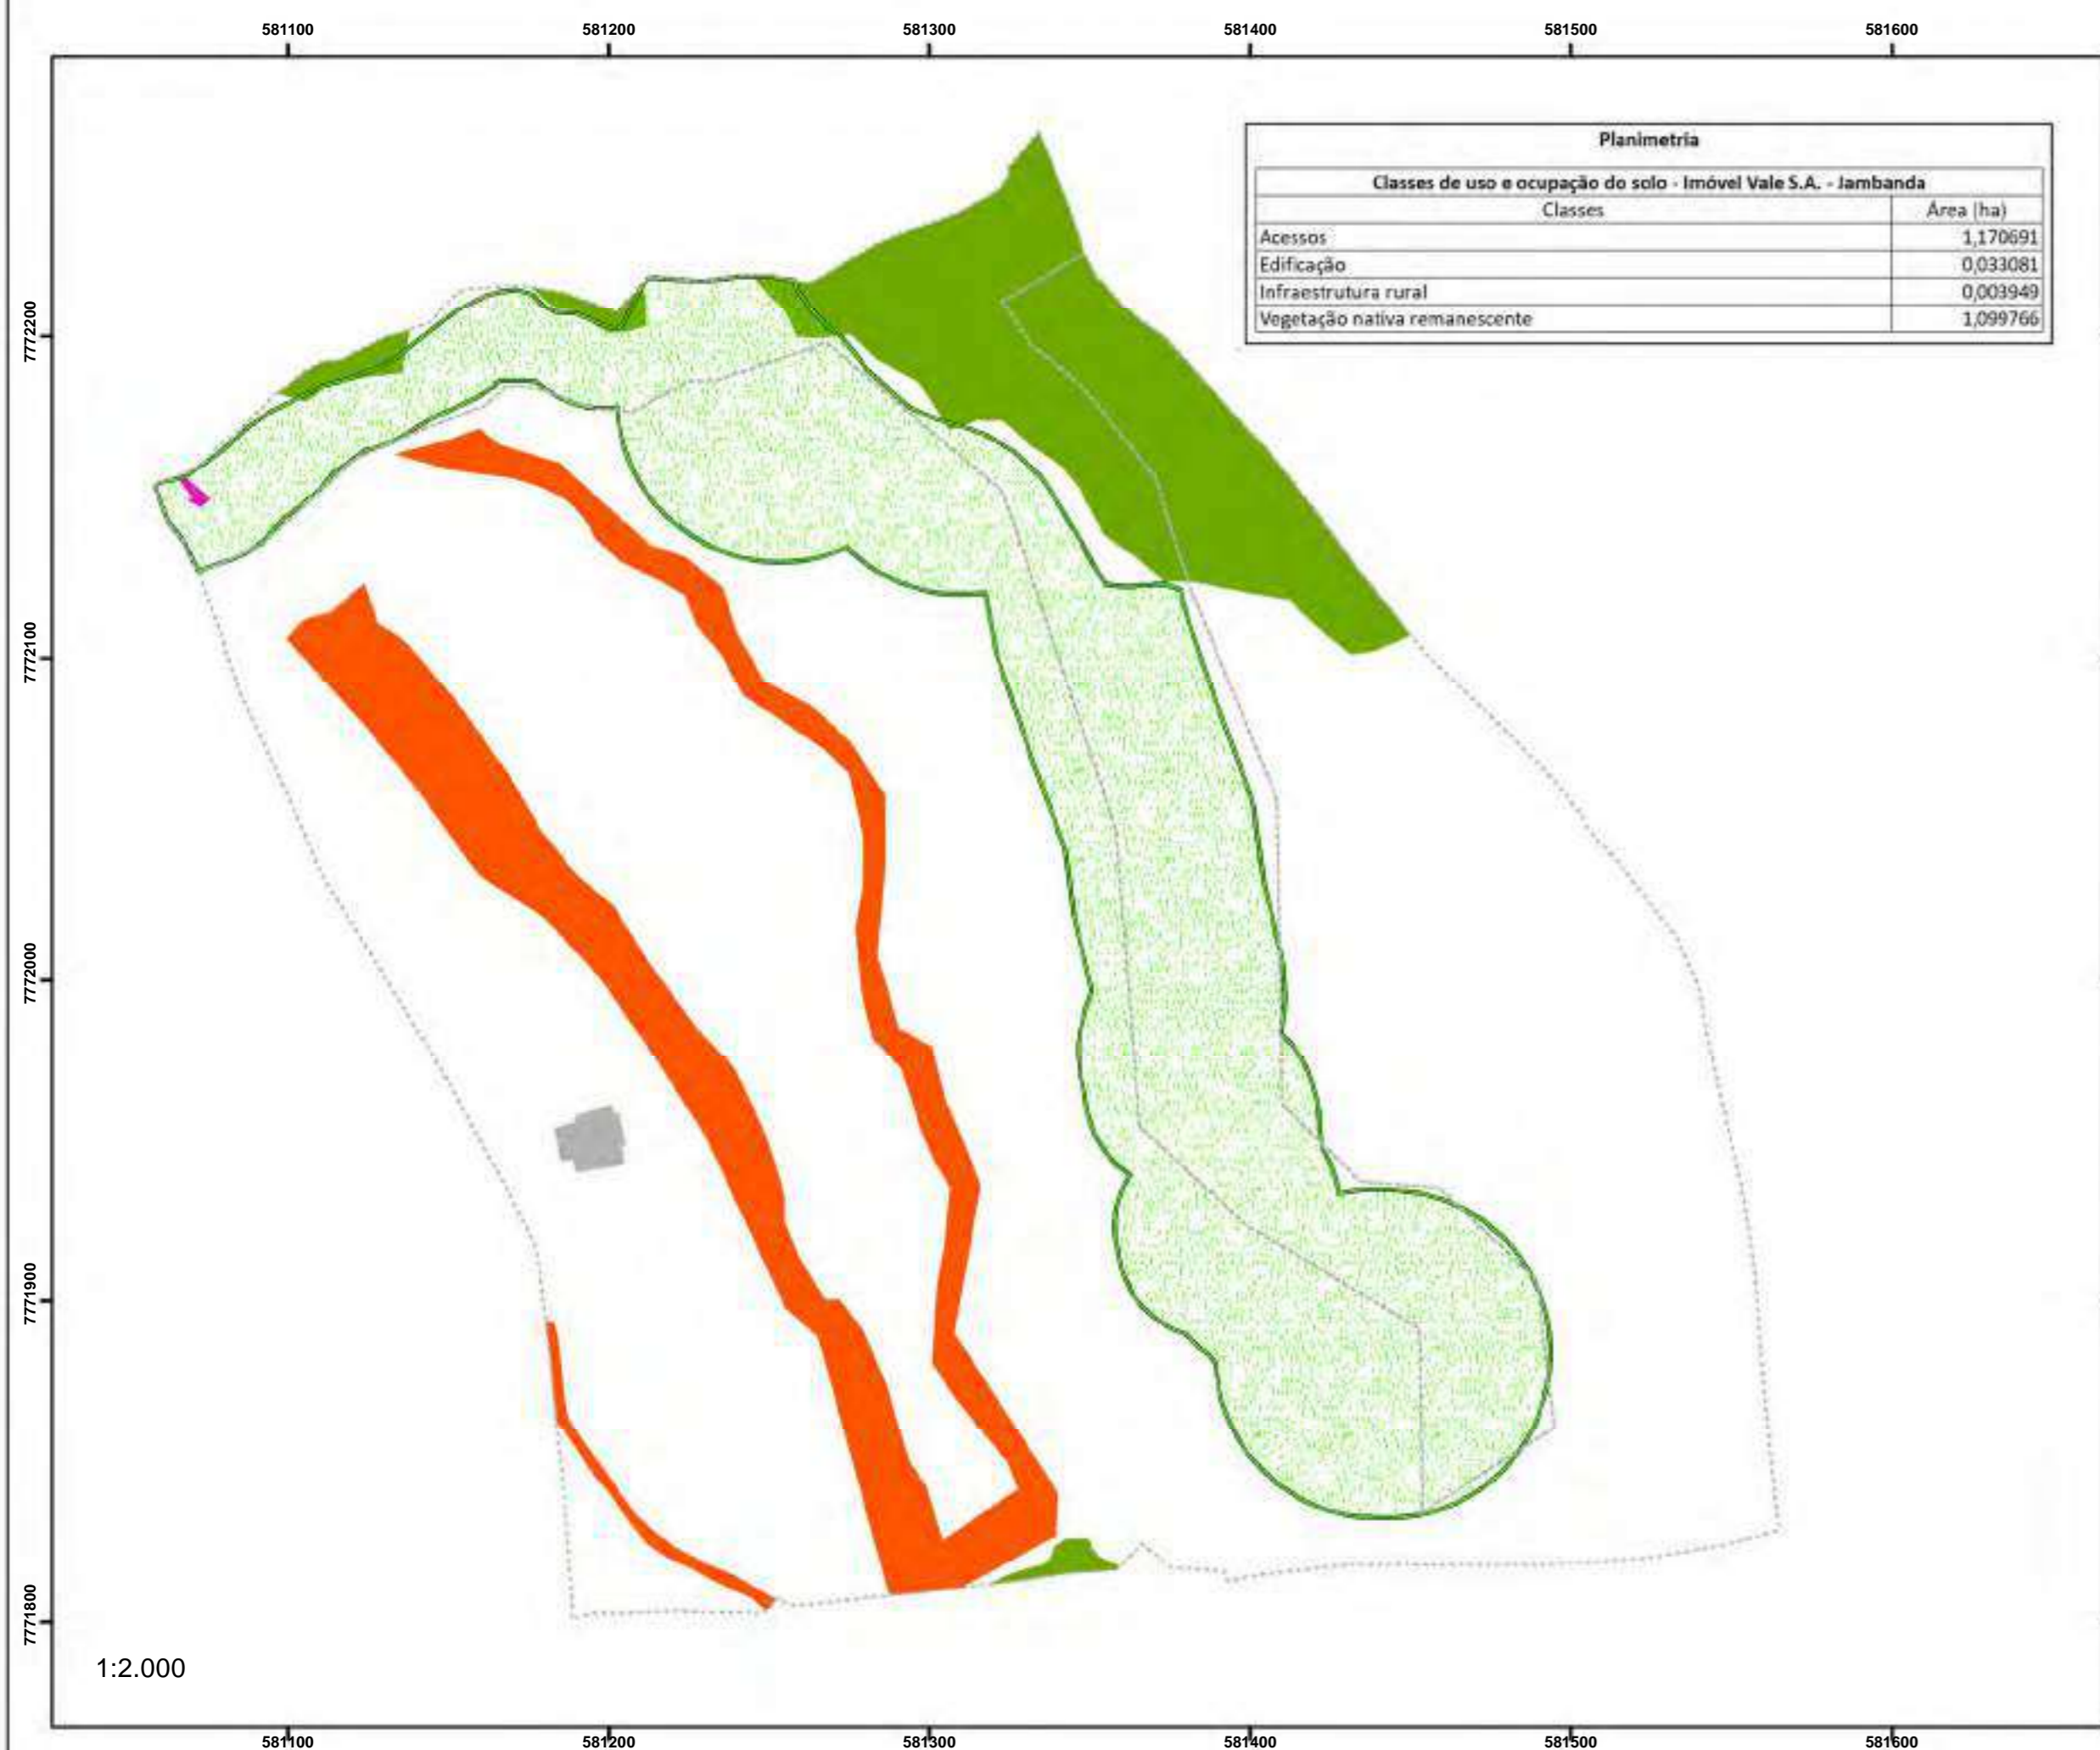 581100 581200 581300 581400 581500 581600
Planimetria
Classes de uso e ocupação do solo - Imóvel Vale S.A. - Jambanda
Classes Área (ha)
Acessos 1,170691
Edificação 0,033081
Infraestrutura rural 0,003949
Vegetação nativa remanescente 1,099766
7772200
7772100
7772000
7771900
7771800
1:2.000
581100 581200 581300 581400 581500 581600